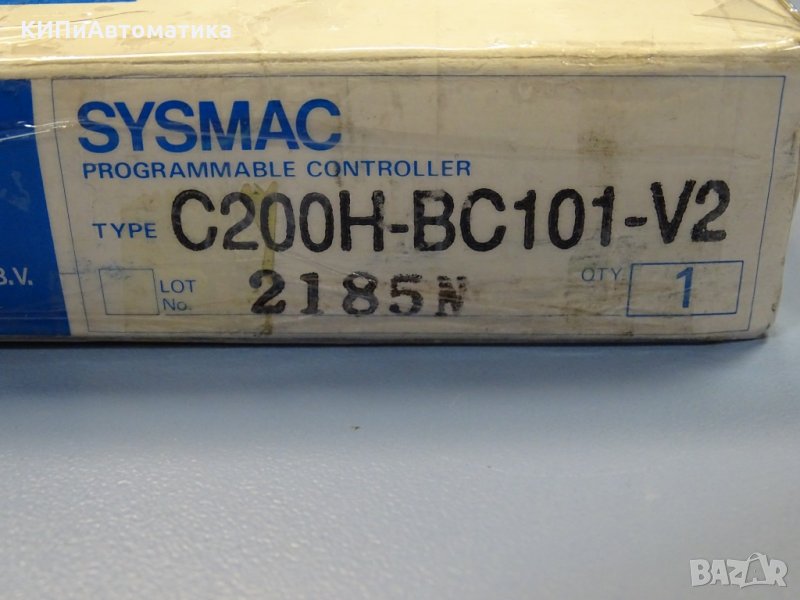 КИПиАвтоматика
SYSMAC
PROGRAMMABLE CONTROLLER
TYPE C200H-BC101-V2
B.V.
LOT No. 2185N QTY. 1
BAZAR